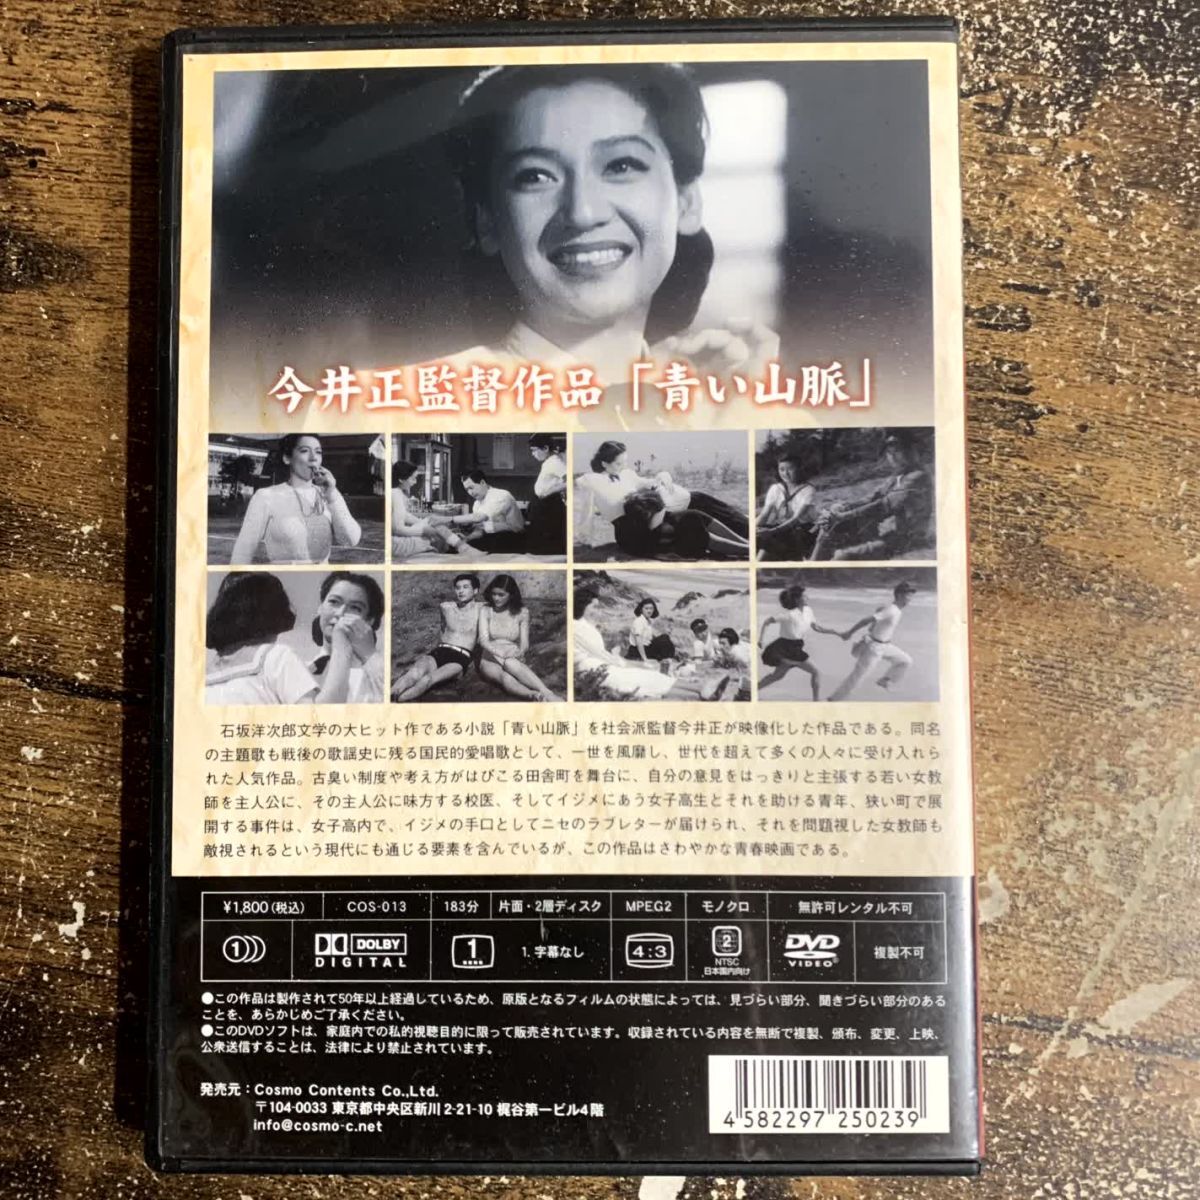 今井正監督作品「青い山脈」
石坂洋次郎文学の大ヒット作である小説「青い山脈」を社会派監督今井正が映像化した作品である。同名
の主題歌も戦後の歌謡史に残る国民的愛唱歌として、一世を風靡し、世代を超えて多くの人々に受け入れら
れた人気作品。古臭い制度や考え方がはびこる田舎町を舞台に、自分の意見をはっきりと主張する若い女教
師を主人公に、その主人公に味方する校医、そしてイジメにあう女子高生とそれを助ける青年、狭い町で展
開する事件は、女子高内で、イジメの手口としてニセのラブレターが届けられ、それを問題視した女教師も
敵視されるという現代にも通じる要素を含んでいるが、この作品はさわやかな青春映画である。
¥1,800(税込) COS-013 183分 片面・2層ディスク MPEG2 モノクロ 無許可レンタル不可
1 DOLBY DIGITAL 1 1. 字幕なし 4:3 2 NTSC 日本国内向け DVD VIDEO 複製不可
●この作品は製作されて50年以上経過しているため、原版となるフィルムの状態によっては、見づらい部分、聞きづらい部分のある
ことを、あらかじめご了承ください。
●このDVDソフトは、家庭内での私的視聴目的に限って販売されています。収録されている内容を無断で複製、頒布、変更、上映、
公衆送信することは、法律により禁止されています。
発売元：Cosmo Contents Co.,Ltd.
〒104-0033 東京都中央区新川2-21-10 梶谷第一ビル4階
info@cosmo-c.net
4582297250239